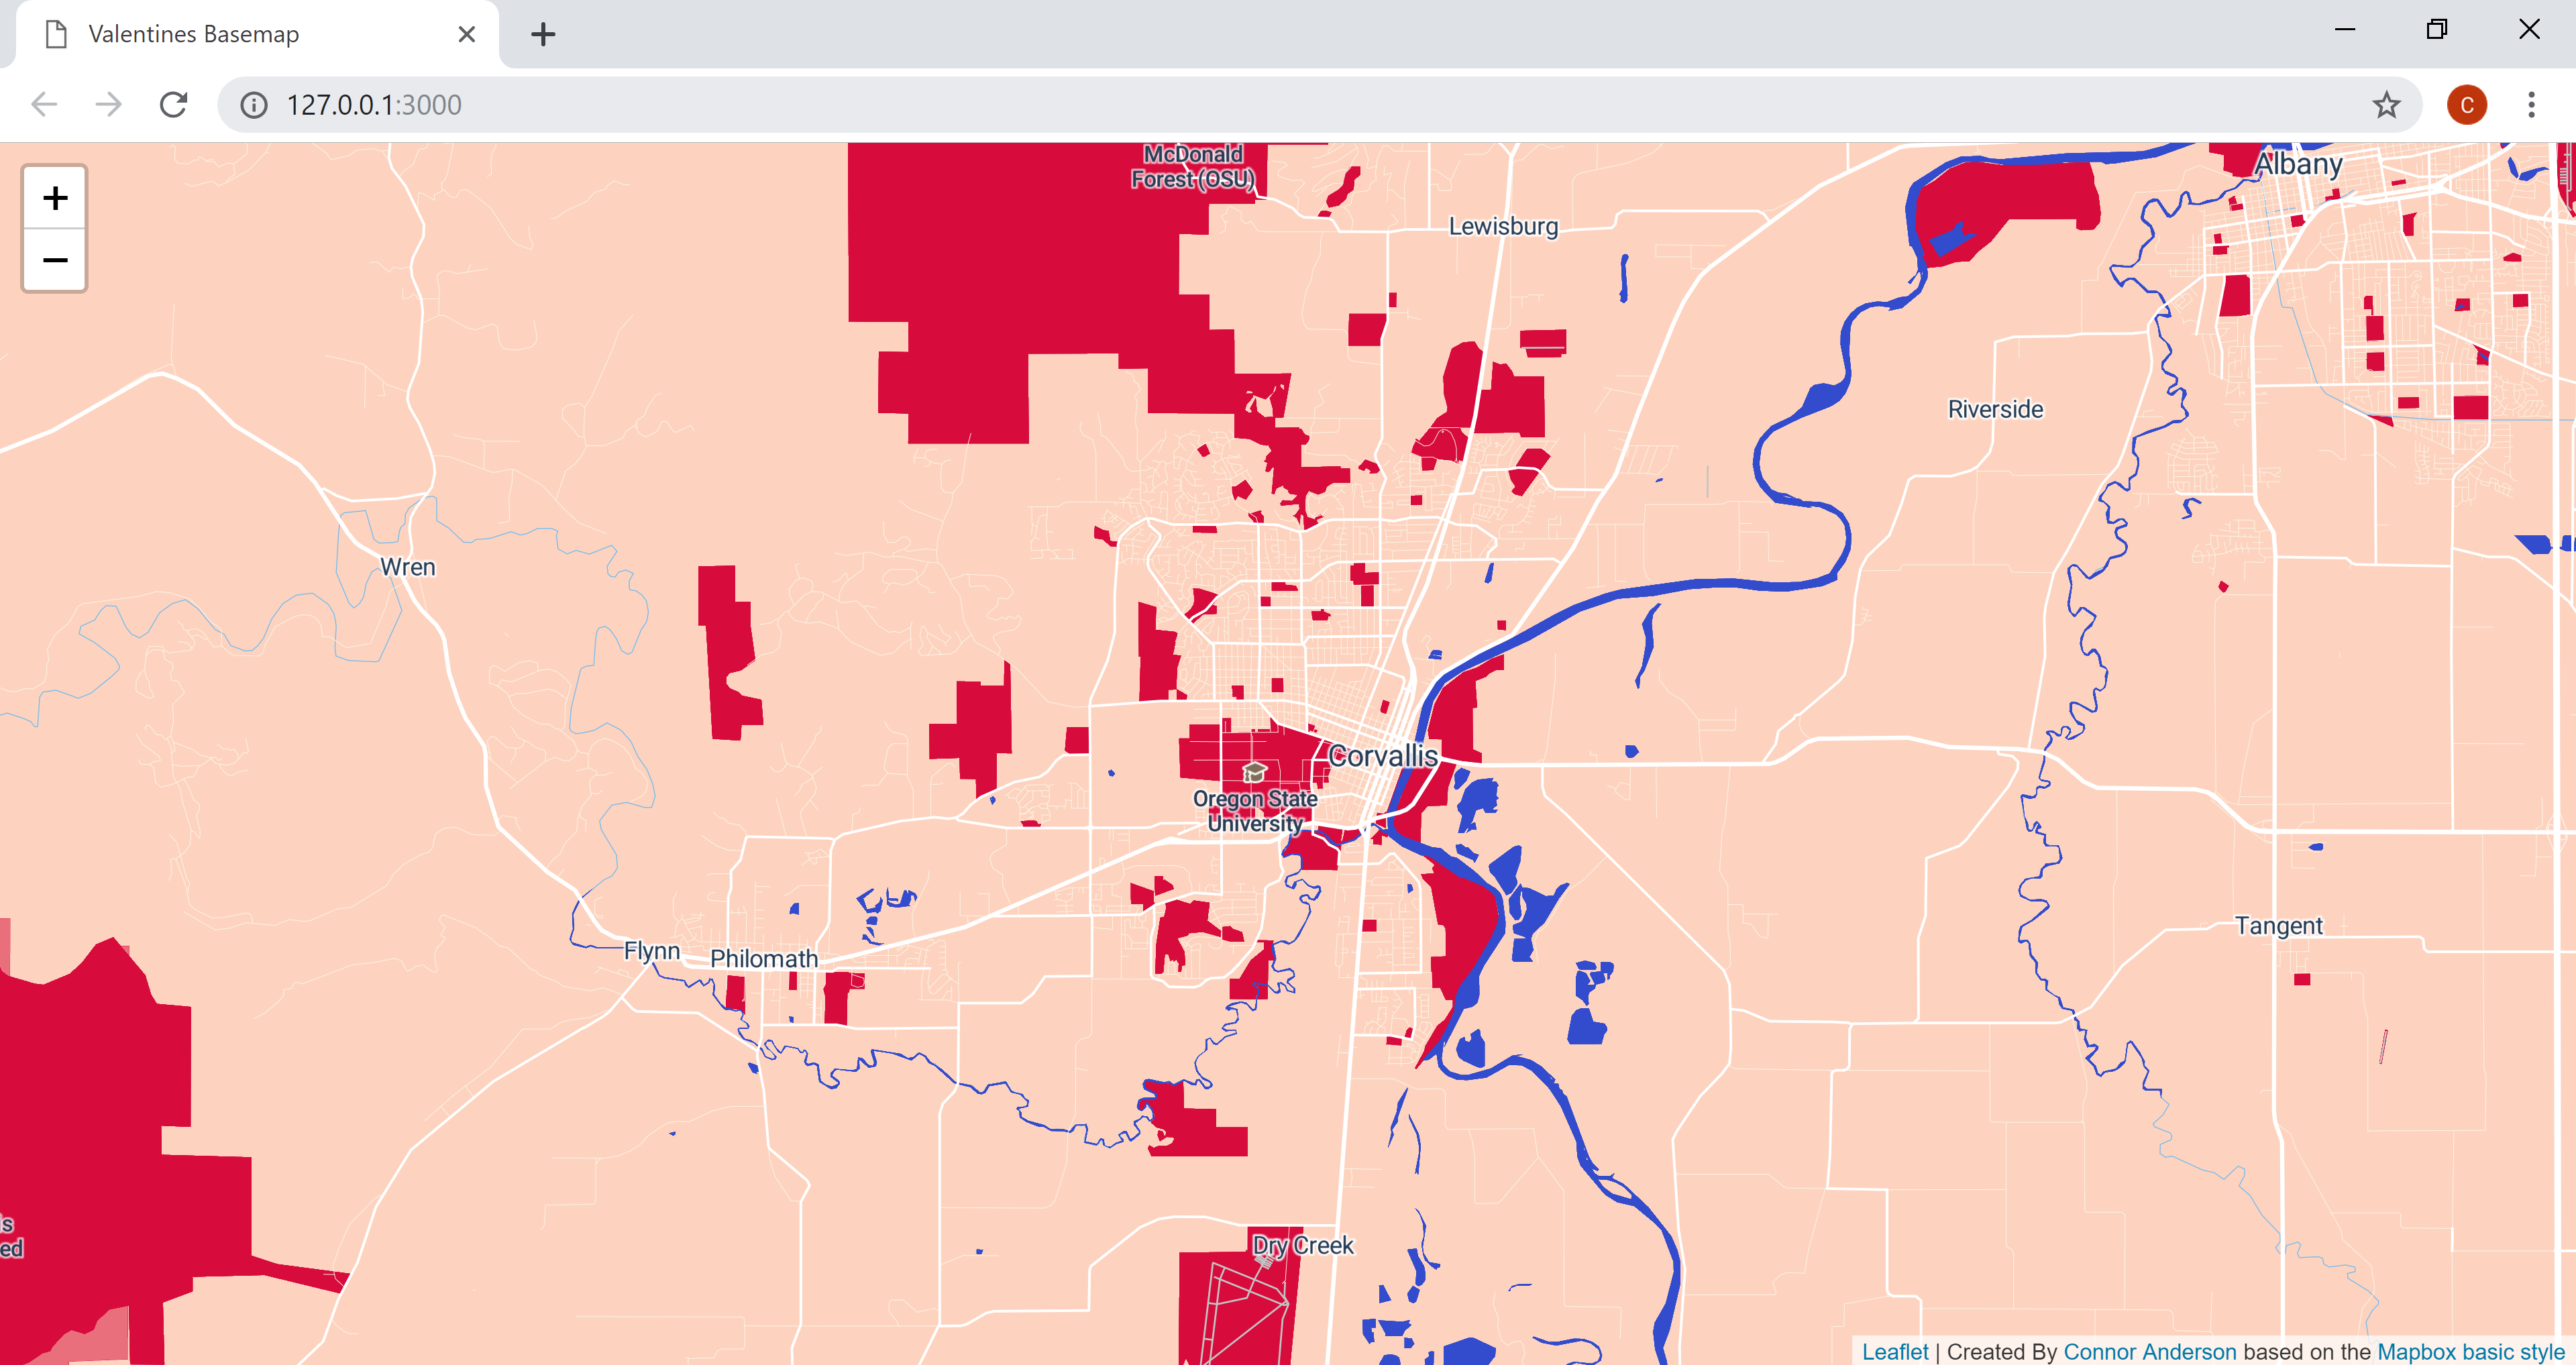 Valentines Basemap
127.0.0.1:3000
C
+
−
McDonald
Forest (OSU)
Albany
Lewisburg
Riverside
Wren
Corvallis
Oregon State
University
Flynn
Philomath
Tangent
s
ed
Dry Creek
Leaflet | Created By Connor Anderson based on the Mapbox basic style